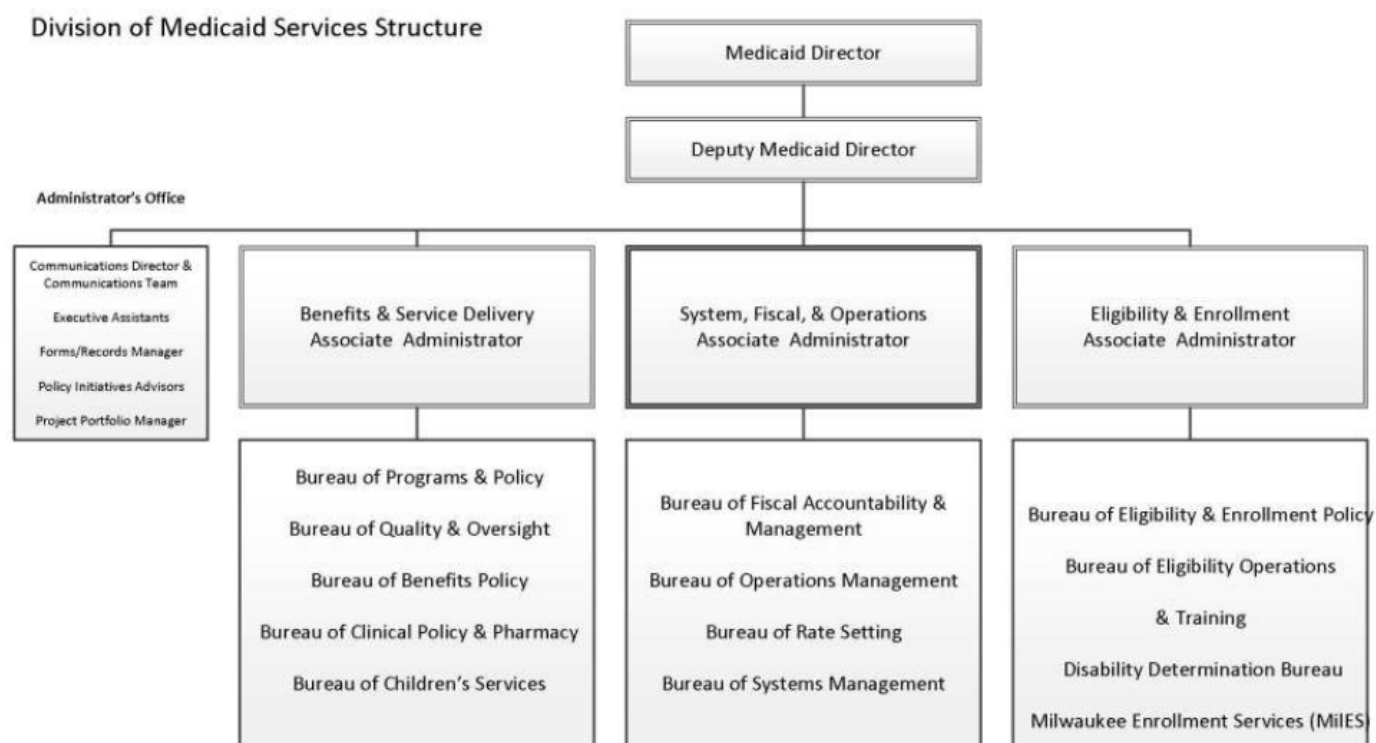 Division of Medicaid Services Structure
Medicaid Director
Deputy Medicaid Director
Administrator's Office
Communications Director &
Communications Team
Executive Assistants
Forms/Records Manager
Policy Initiatives Advisors
Project Portfolio Manager
Benefits & Service Delivery
Associate Administrator
System, Fiscal, & Operations
Associate Administrator
Eligibility & Enrollment
Associate Administrator
Bureau of Programs & Policy
Bureau of Quality & Oversight
Bureau of Benefits Policy
Bureau of Clinical Policy & Pharmacy
Bureau of Children's Services
Bureau of Fiscal Accountability &
Management
Bureau of Operations Management
Bureau of Rate Setting
Bureau of Systems Management
Bureau of Eligibility & Enrollment Policy
Bureau of Eligibility Operations
& Training
Disability Determination Bureau
Milwaukee Enrollment Services (MilES)